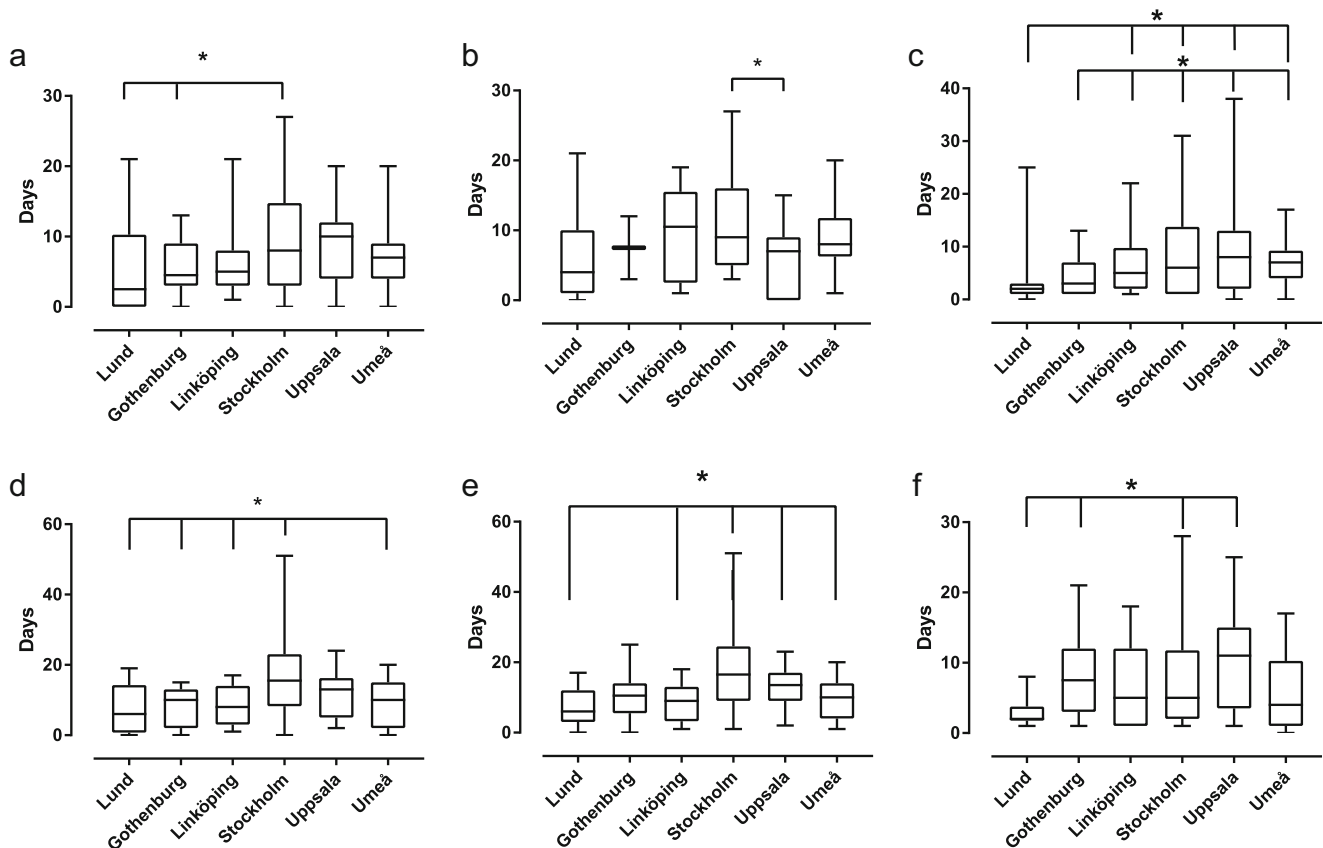 a
*
Days
30
20
10
0
Lund
Gothenburg
Linköping
Stockholm
Uppsala
Umeå
b
*
Days
30
20
10
0
Lund
Gothenburg
Linköping
Stockholm
Uppsala
Umeå
c
*
*
Days
40
30
20
10
0
Lund
Gothenburg
Linköping
Stockholm
Uppsala
Umeå
d
*
Days
60
40
20
0
Lund
Gothenburg
Linköping
Stockholm
Uppsala
Umeå
e
*
Days
60
40
20
0
Lund
Gothenburg
Linköping
Stockholm
Uppsala
Umeå
f
*
Days
30
20
10
0
Lund
Gothenburg
Linköping
Stockholm
Uppsala
Umeå